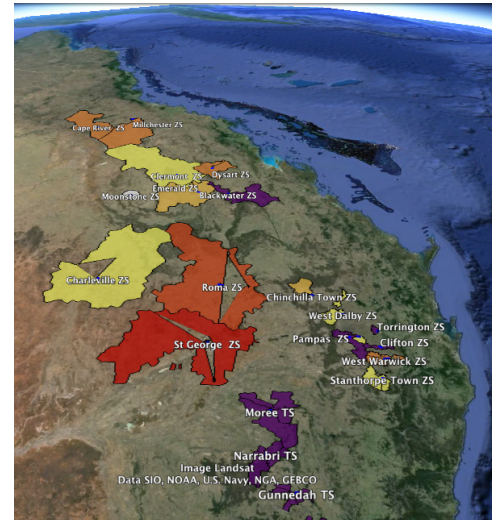 Cape River ZS
Millchester ZS
Clermont ZS
Dysart ZS
Emerald ZS
Moonstone ZS
Blackwater ZS
Charleville ZS
Roma ZS
Chinchilla Town ZS
West Dalby ZS
Torrington ZS
St George ZS
Pampas ZS
Clifton ZS
West Warwick ZS
Stanthorpe Town ZS
Moree TS
Narrabri TS
Image Landsat
Data SIO, NOAA, U.S. Navy, NGA, GEBCO
Gunnedah TS